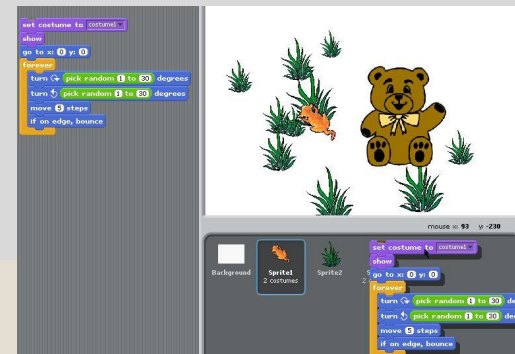 set costume to costume1
show
go to x: 0 y: 0
forever
turn pick random 1 to 30 degrees
turn pick random 1 to 30 degrees
move 5 steps
if on edge, bounce
mouse x: 93 y: -230
Background
Sprite1
2 costumes
Sprite2
set costume to costume1
show
go to x: 0 y: 0
forever
turn pick random 1 to 30 de
turn pick random 1 to 30 de
move 5 steps
if on edge, bounce